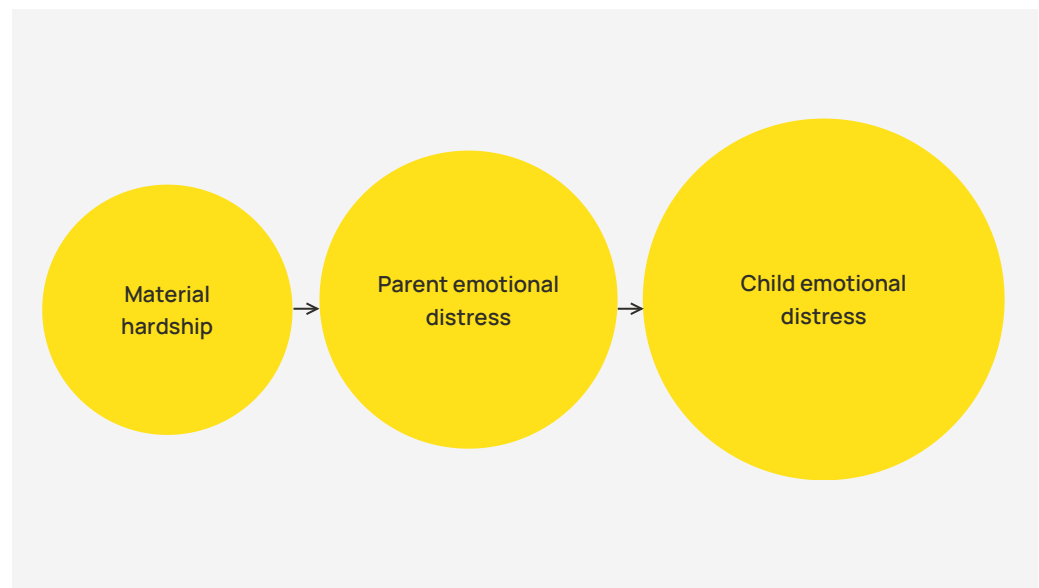 Material
hardship
Parent emotional
distress
Child emotional
distress